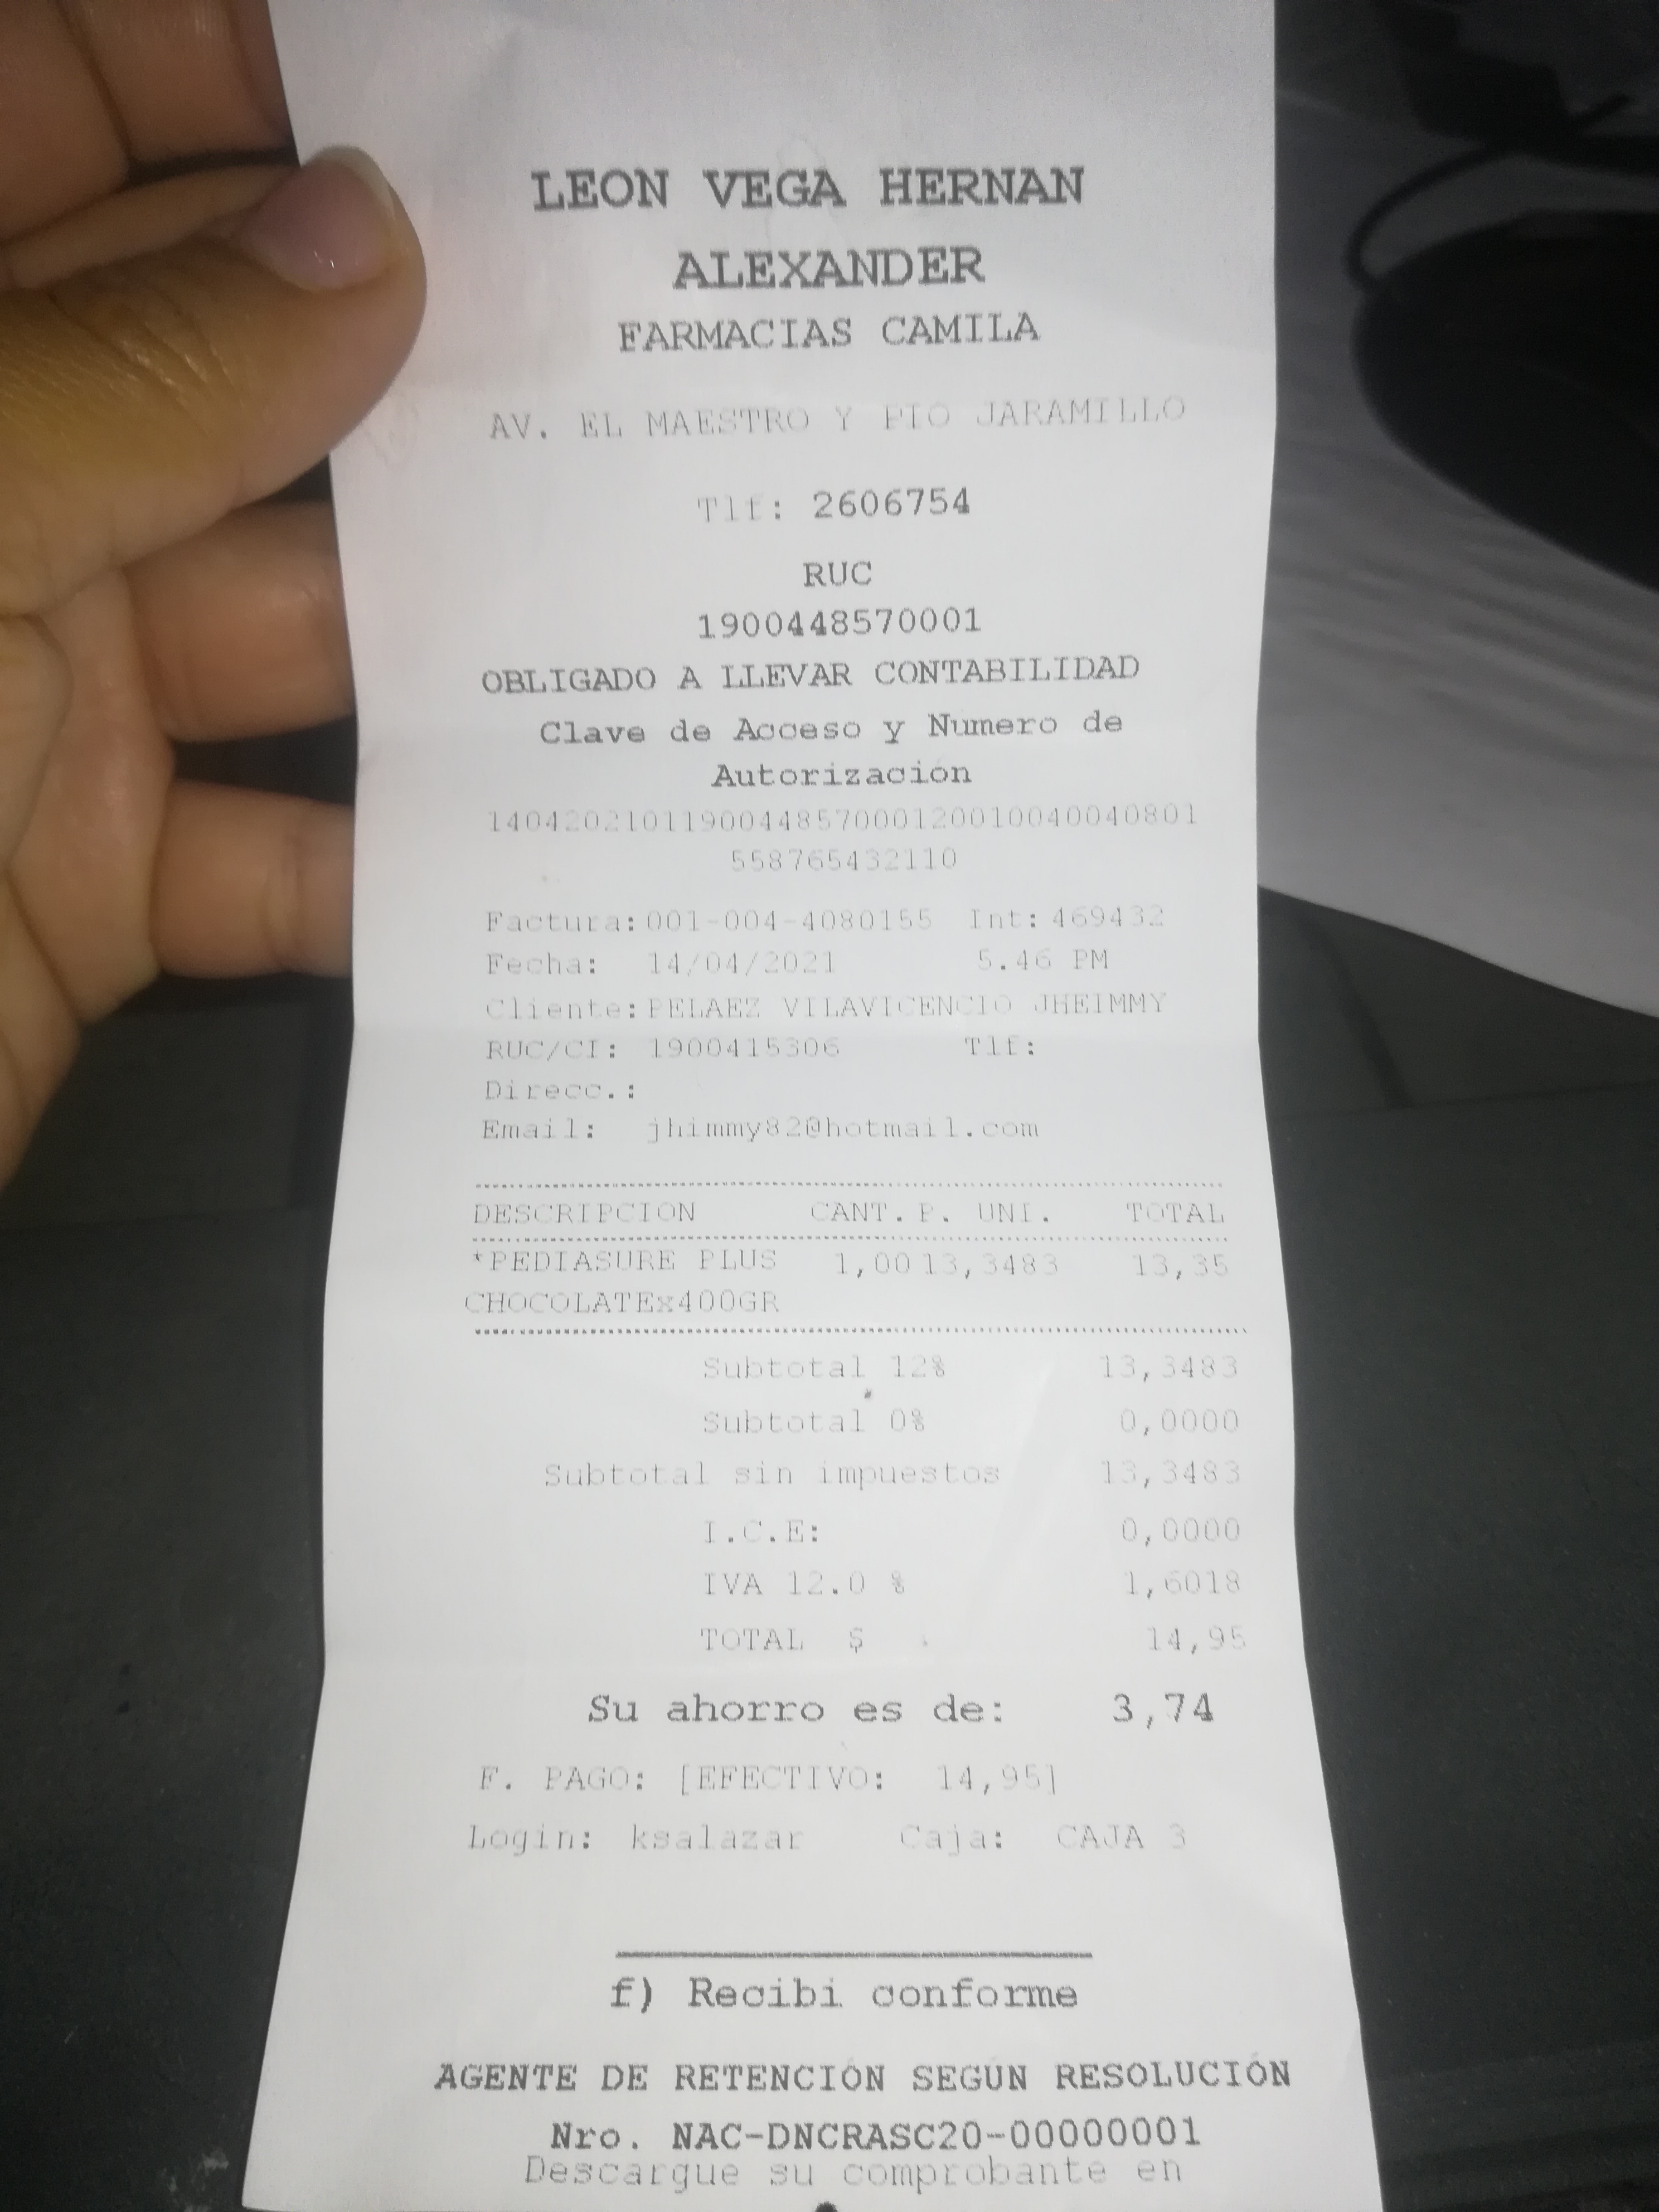 LEON VEGA HERNAN
ALEXANDER
FARMACIAS CAMILA
AV. EL MAESTRO Y PIO JARAMILLO
Tlf: 2606754
RUC
1900448570001
OBLIGADO A LLEVAR CONTABILIDAD
Clave de Acceso y Numero de
Autorización
1404202101190044857000120010040040801
558765432110
Factura: 001-004-4080155 Int: 469432
Fecha: 14/04/2021 5.46 PM
Cliente: PELAEZ VILAVICENCIO JHEIMMY
RUC/CI: 1900415306 Tlf:
Direcc.:
Email: jhimmy82@hotmail.com
DESCRIPCION CANT. P. UNI. TOTAL
*PEDIASURE PLUS 1,00 13,3483 13,35
CHOCOLATEx400GR
Subtotal 12% 13,3483
Subtotal 0% 0,0000
Subtotal sin impuestos 13,3483
I.C.E: 0,0000
IVA 12.0 % 1,6018
TOTAL $ 14,95
Su ahorro es de: 3,74
F. PAGO: [EFECTIVO: 14,95]
Login: ksalazar Caja: CAJA 3
f) Recibi conforme
AGENTE DE RETENCIÓN SEGÚN RESOLUCIÓN
Nro. NAC-DNCRASC20-00000001
Descargue su comprobante en